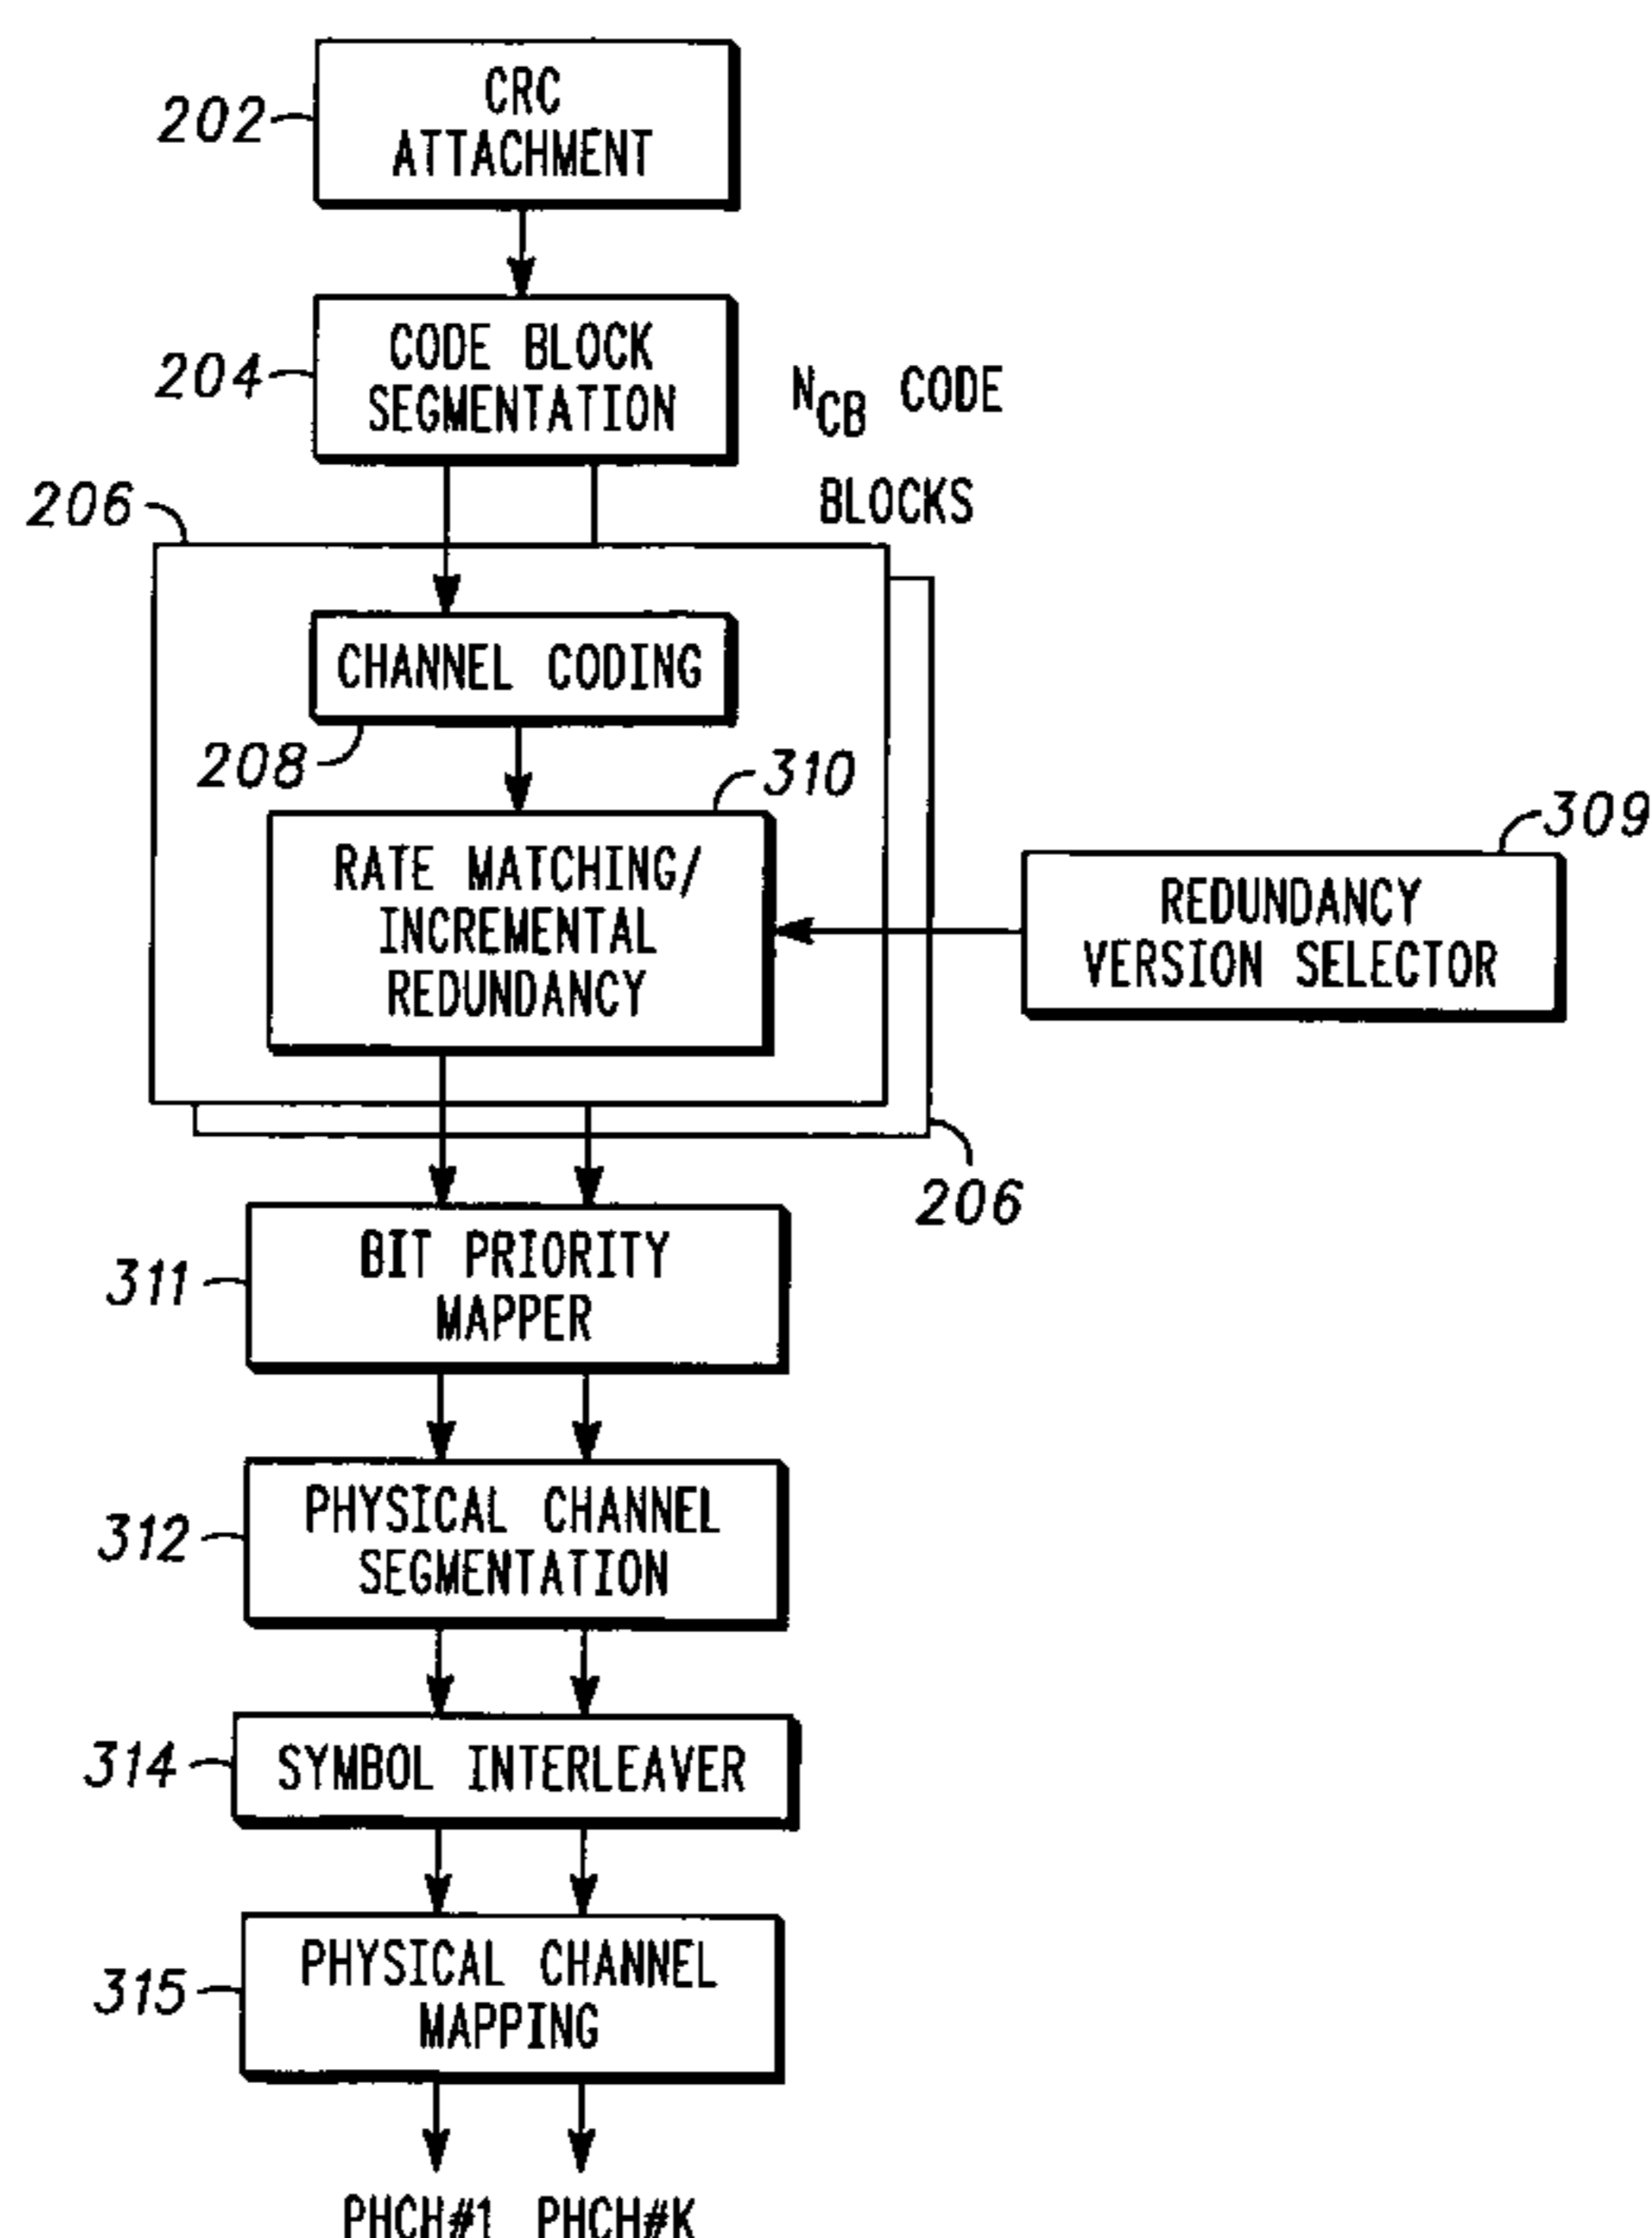 CRC
ATTACHMENT
202
CODE BLOCK
SEGMENTATION
204
N_CB CODE
BLOCKS
206
CHANNEL CODING
208
310
RATE MATCHING/
INCREMENTAL
REDUNDANCY
309
REDUNDANCY
VERSION SELECTOR
206
BIT PRIORITY
MAPPER
311
PHYSICAL CHANNEL
SEGMENTATION
312
SYMBOL INTERLEAVER
314
PHYSICAL CHANNEL
MAPPING
315
PHCH#1 PHCH#K